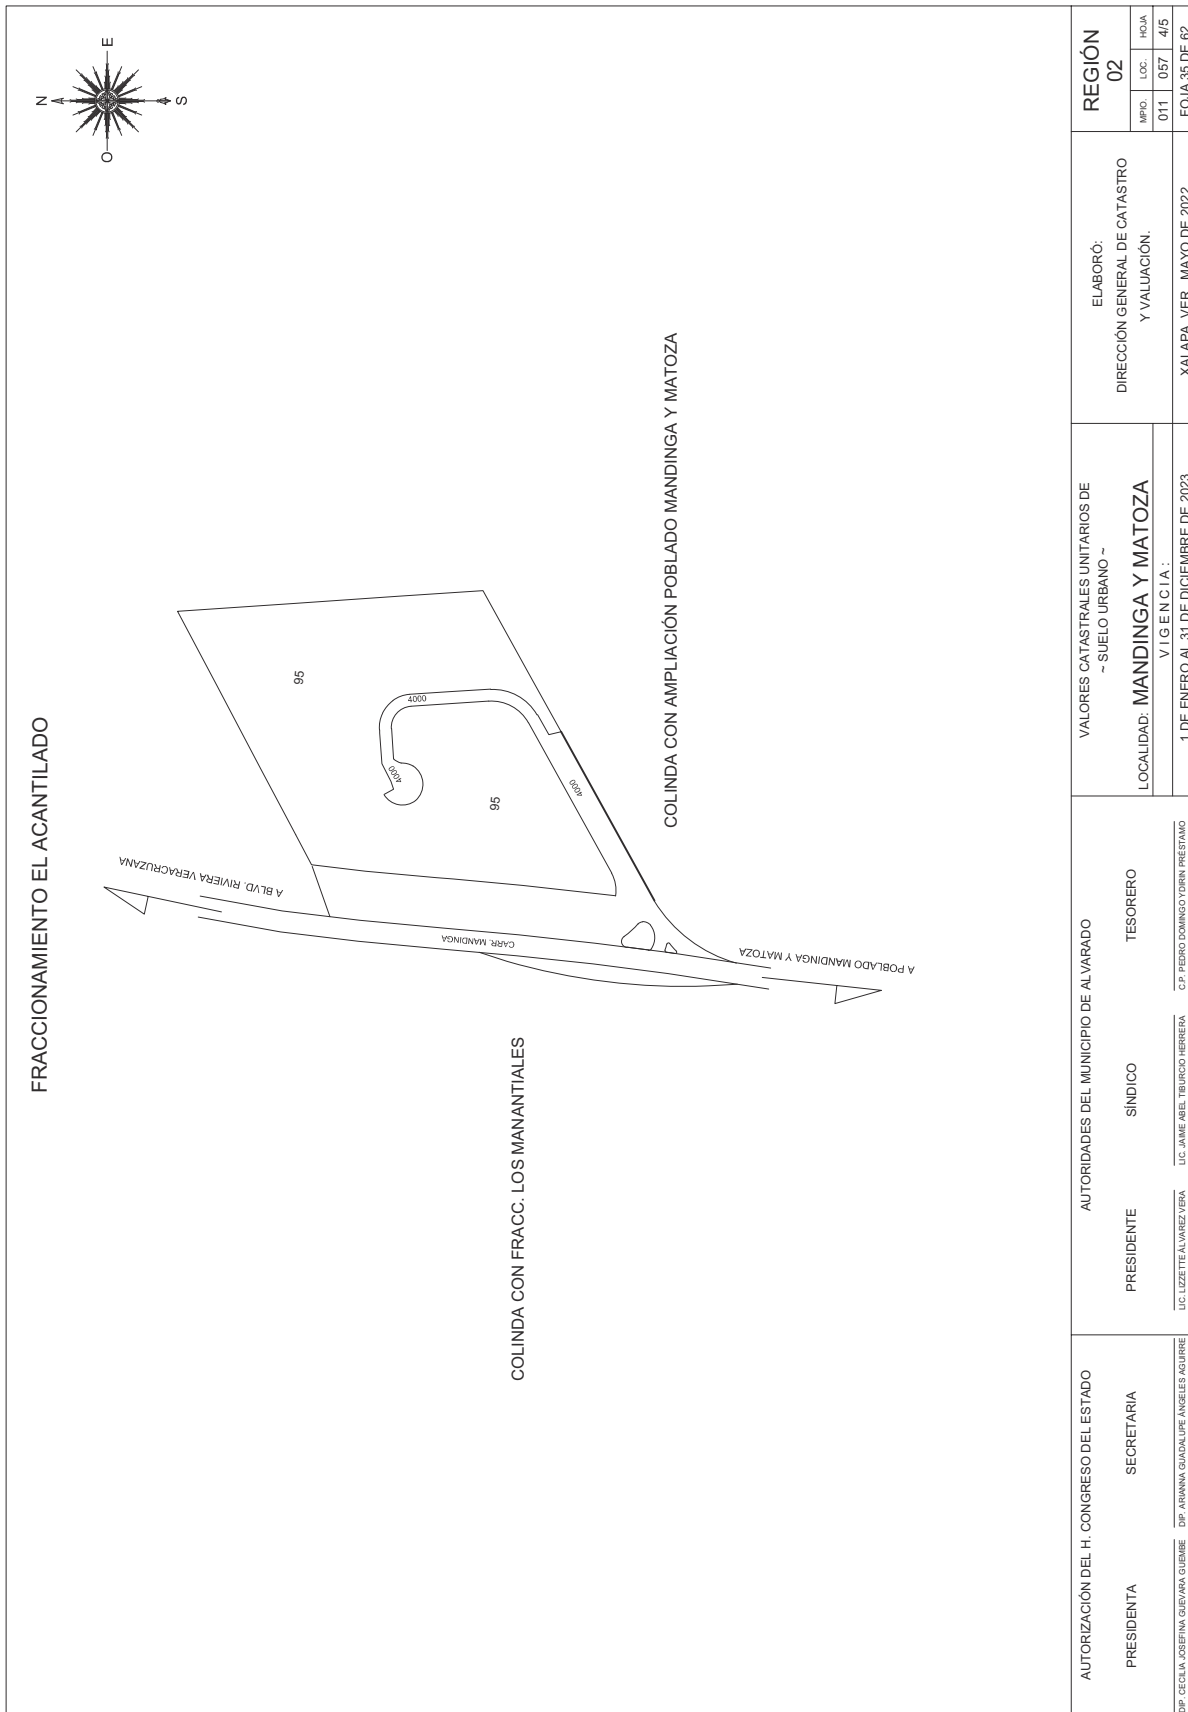 FRACCIONAMIENTO EL ACANTILADO
N
E
S
O
A BLVD. RIVIERA VERACRUZANA
95
4000
4000
95
4000
CARR. MANDINGA
A POBLADO MANDINGA Y MATOZA
COLINDA CON FRACC. LOS MANANTIALES
COLINDA CON AMPLIACIÓN POBLADO MANDINGA Y MATOZA
AUTORIZACIÓN DEL H. CONGRESO DEL ESTADO
PRESIDENTA
SECRETARIA
DIP. CECILIA JOSEFINA GUEVARA GUEMBE
DIP. ARIANNA GUADALUPE ÁNGELES AGUIRRE
AUTORIDADES DEL MUNICIPIO DE ALVARADO
PRESIDENTE
SÍNDICO
TESORERO
LIC. LIZZETTE ÁLVAREZ VERA
LIC. JAIME ABEL TIBURCIO HERRERA
C.P. PEDRO DOMINGO YDIRIN PRÉSTAMO
VALORES CATASTRALES UNITARIOS DE
~ SUELO URBANO ~
LOCALIDAD: MANDINGA Y MATOZA
V I G E N C I A :
1 DE ENERO AL 31 DE DICIEMBRE DE 2023
ELABORÓ:
DIRECCIÓN GENERAL DE CATASTRO
Y VALUACIÓN.
XALAPA, VER., MAYO DE 2022
REGIÓN
02
MPIO. LOC. HOJA
011 057 4/5
FOJA 35 DE 62